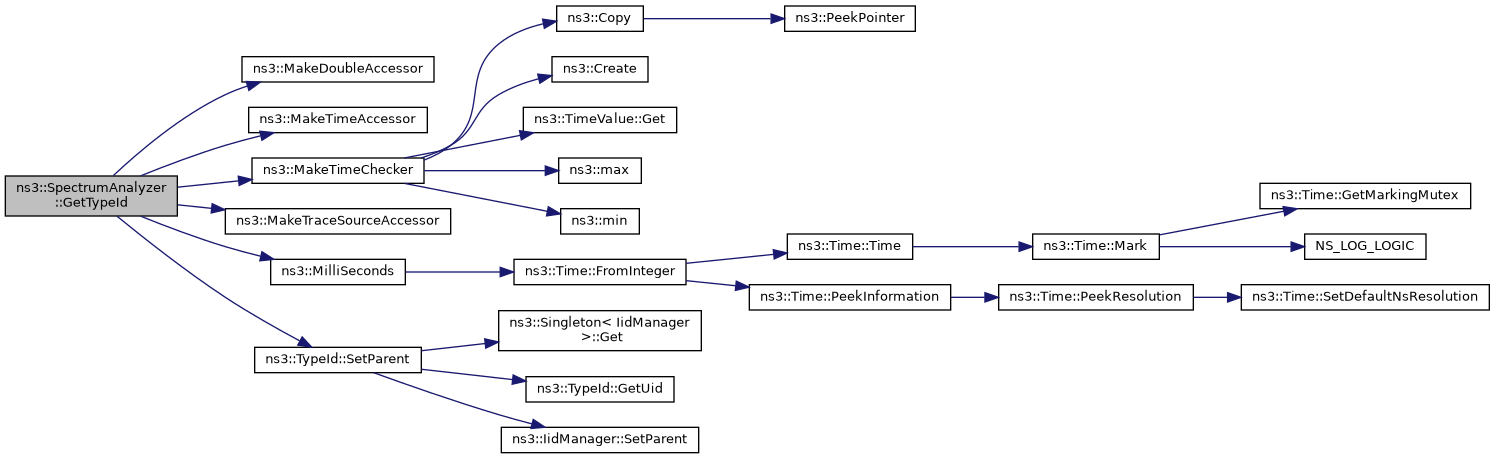 ns3::SpectrumAnalyzer
::GetTypeId
ns3::MakeDoubleAccessor
ns3::MakeTimeAccessor
ns3::MakeTimeChecker
ns3::MakeTraceSourceAccessor
ns3::MilliSeconds
ns3::TypeId::SetParent
ns3::Copy
ns3::Create
ns3::TimeValue::Get
ns3::max
ns3::min
ns3::Time::FromInteger
ns3::Singleton< IidManager
>::Get
ns3::TypeId::GetUid
ns3::IidManager::SetParent
ns3::PeekPointer
ns3::Time::Time
ns3::Time::PeekInformation
ns3::Time::Mark
ns3::Time::PeekResolution
ns3::Time::GetMarkingMutex
NS_LOG_LOGIC
ns3::Time::SetDefaultNsResolution